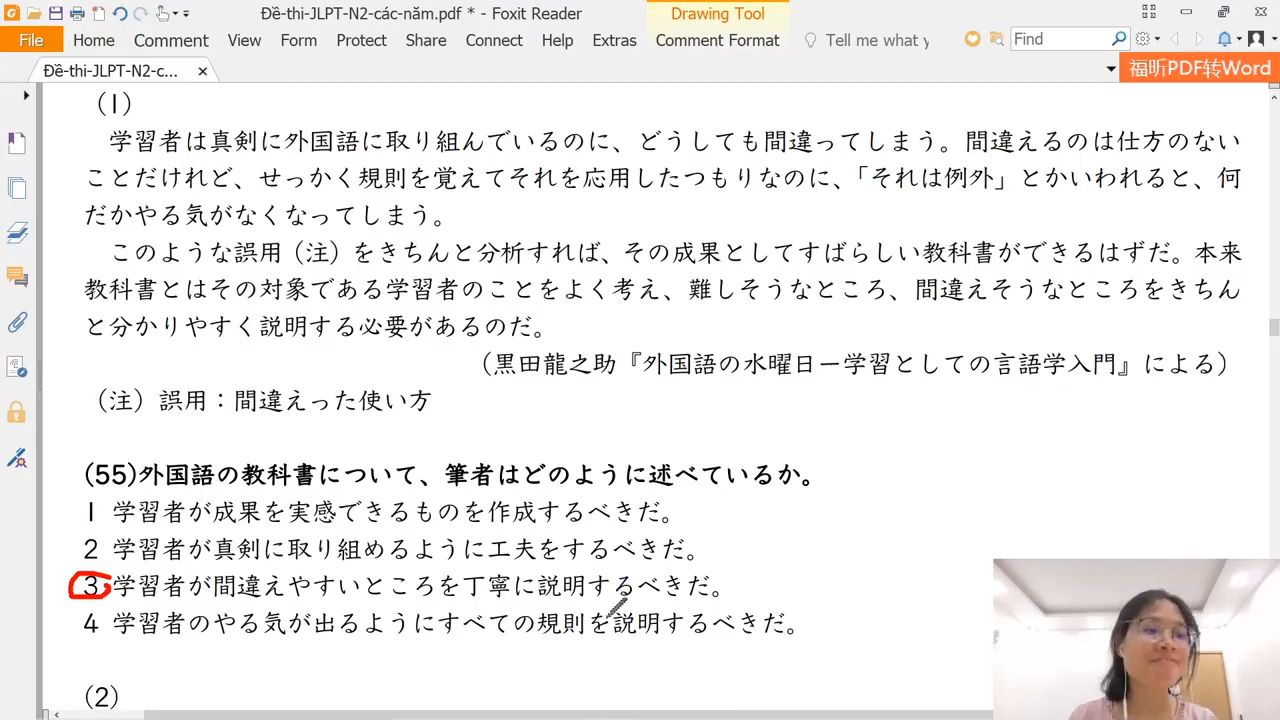 Đề-thi-JLPT-N2-các-năm.pdf * - Foxit Reader
Drawing Tool
File Home Comment View Form Protect Share Connect Help Extras Comment Format Tell me what y Find
Đề-thi-JLPT-N2-c...
福昕PDF转Word
（1）
学習者は真剣に外国語に取り組んでいるのに、どうしても間違ってしまう。間違えるのは仕方のない
ことだけれど、せっかく規則を覚えてそれを応用したつもりなのに、「それは例外」とかいわれると、何
だかやる気がなくなってしまう。
このような誤用（注）をきちんと分析すれば、その成果としてすばらしい教科書ができるはずだ。本来
教科書とはその対象である学習者のことをよく考え、難しそうなところ、間違えそうなところをきちん
と分かりやすく説明する必要があるのだ。
（黒田龍之助『外国語の水曜日ー学習としての言語学入門』による）
（注）誤用：間違えった使い方
(55)外国語の教科書について、筆者はどのように述べているか。
1 学習者が成果を実感できるものを作成するべきだ。
2 学習者が真剣に取り組めるように工夫をするべきだ。
3 学習者が間違えやすいところを丁寧に説明するべきだ。
4 学習者のやる気が出るようにすべての規則を説明するべきだ。
（2）